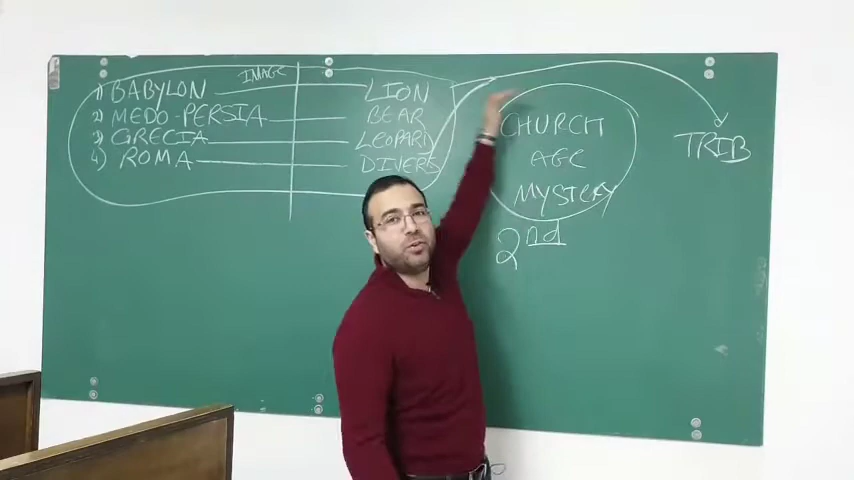 IMAGE
1) BABYLON LION
2) MEDO-PERSIA BEAR
3) GRECIA LEOPARD
4) ROMA DIVERS
CHURCH
AGE
MYSTERY
2nd
TRIB